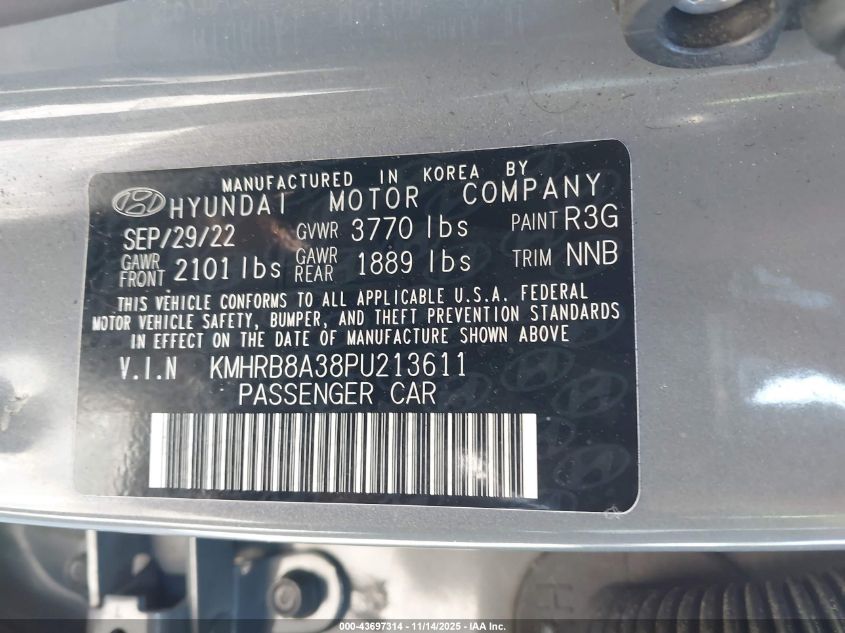 MANUFACTURED IN KOREA BY
HYUNDAI MOTOR COMPANY
SEP/29/22 GVWR 3770 lbs PAINT R3G
GAWR FRONT 2101 lbs GAWR REAR 1889 lbs TRIM NNB
THIS VEHICLE CONFORMS TO ALL APPLICABLE U.S.A. FEDERAL
MOTOR VEHICLE SAFETY, BUMPER, AND THEFT PREVENTION STANDARDS
IN EFFECT ON THE DATE OF MANUFACTURE SHOWN ABOVE
V.I.N KMHRB8A38PU213611
PASSENGER CAR
000-43697314 - 11/14/2025 - IAA Inc.